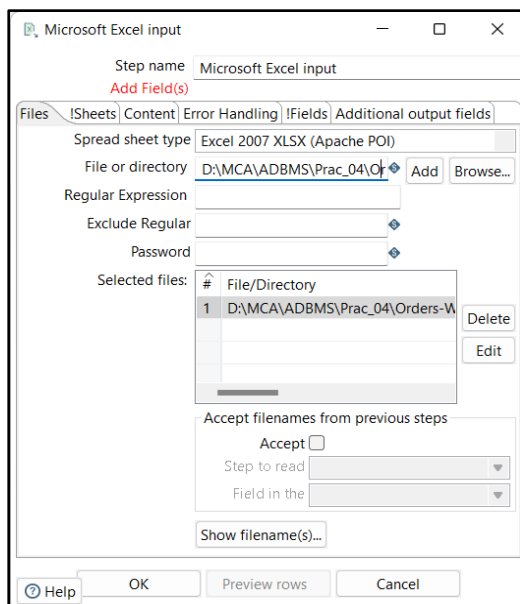 Microsoft Excel input
Step name Microsoft Excel input
Add Field(s)
Files !Sheets Content Error Handling !Fields Additional output fields
Spread sheet type Excel 2007 XLSX (Apache POI)
File or directory D:\MCA\ADBMS\Prac_04\Or Add Browse...
Regular Expression
Exclude Regular
Password
Selected files: # File/Directory
1 D:\MCA\ADBMS\Prac_04\Orders-W
Delete
Edit
Accept filenames from previous steps
Accept
Step to read
Field in the
Show filename(s)...
Help OK Preview rows Cancel